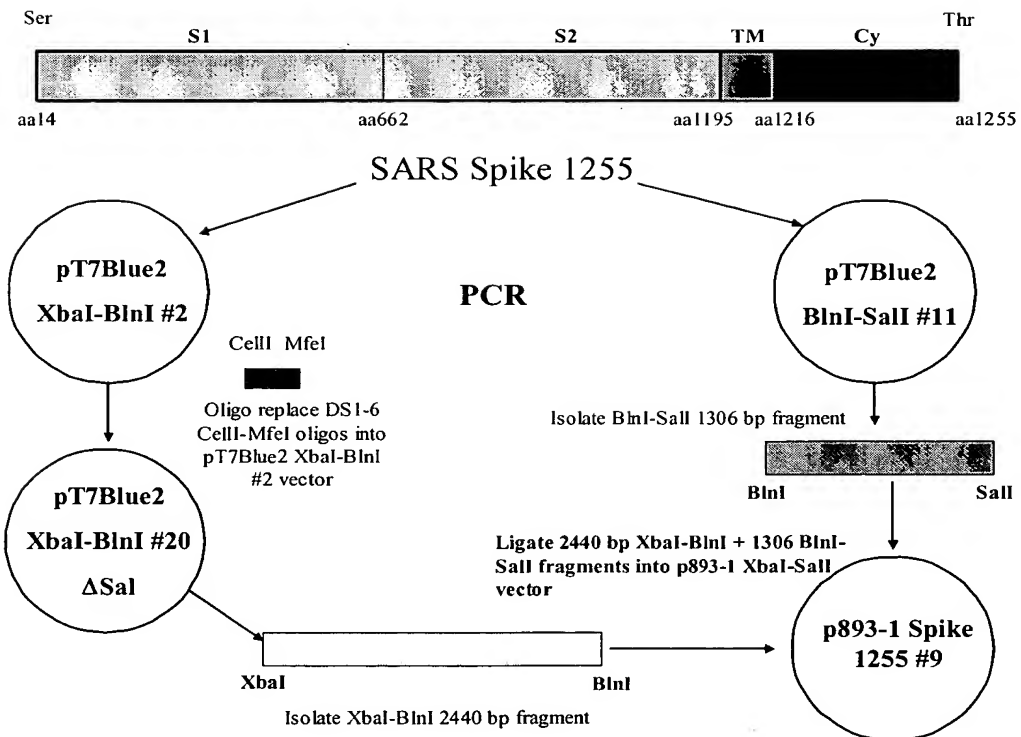 Ser
Thr
S1
S2
TM
Cy
aa14
aa662
aa1195
aa1216
aa1255
SARS Spike 1255
pT7Blue2
XbaI-BlnI #2
PCR
pT7Blue2
BlnI-SalI #11
CelII MfeI
Oligo replace DS1-6
CelII-MfeI oligos into
pT7Blue2 XbaI-BlnI
#2 vector
Isolate BlnI-SalI 1306 bp fragment
BlnI
SalI
pT7Blue2
XbaI-BlnI #20
ΔSal
Ligate 2440 bp XbaI-BlnI + 1306 BlnI-
SalI fragments into p893-1 XbaI-SalI
vector
p893-1 Spike
1255 #9
XbaI
BlnI
Isolate XbaI-BlnI 2440 bp fragment